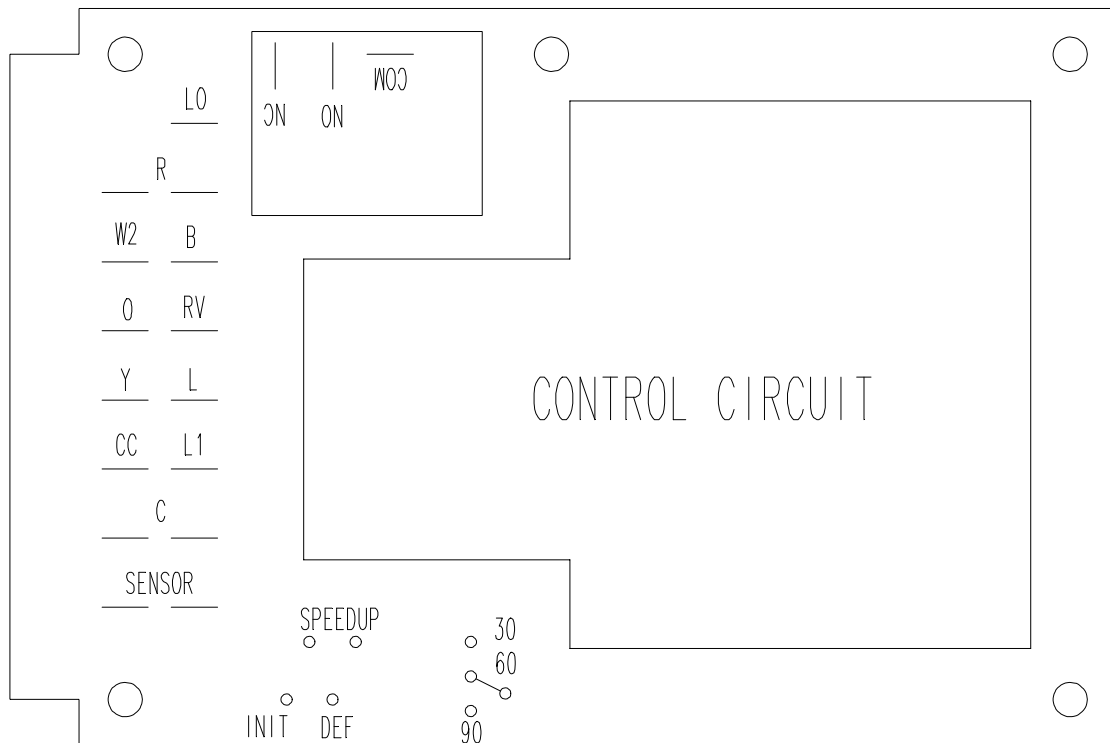 NC NO COM
LO
R
W2 B
O RV
Y L
CC L1
C
SENSOR
CONTROL CIRCUIT
SPEEDUP
30
60
90
INIT DEF